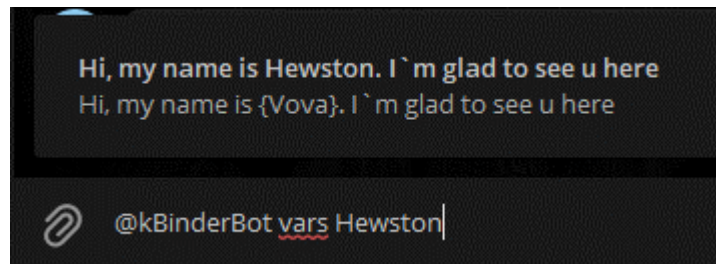 Hi, my name is Hewston. I`m glad to see u here
Hi, my name is {Vova}. I`m glad to see u here
@kBinderBot vars Hewston